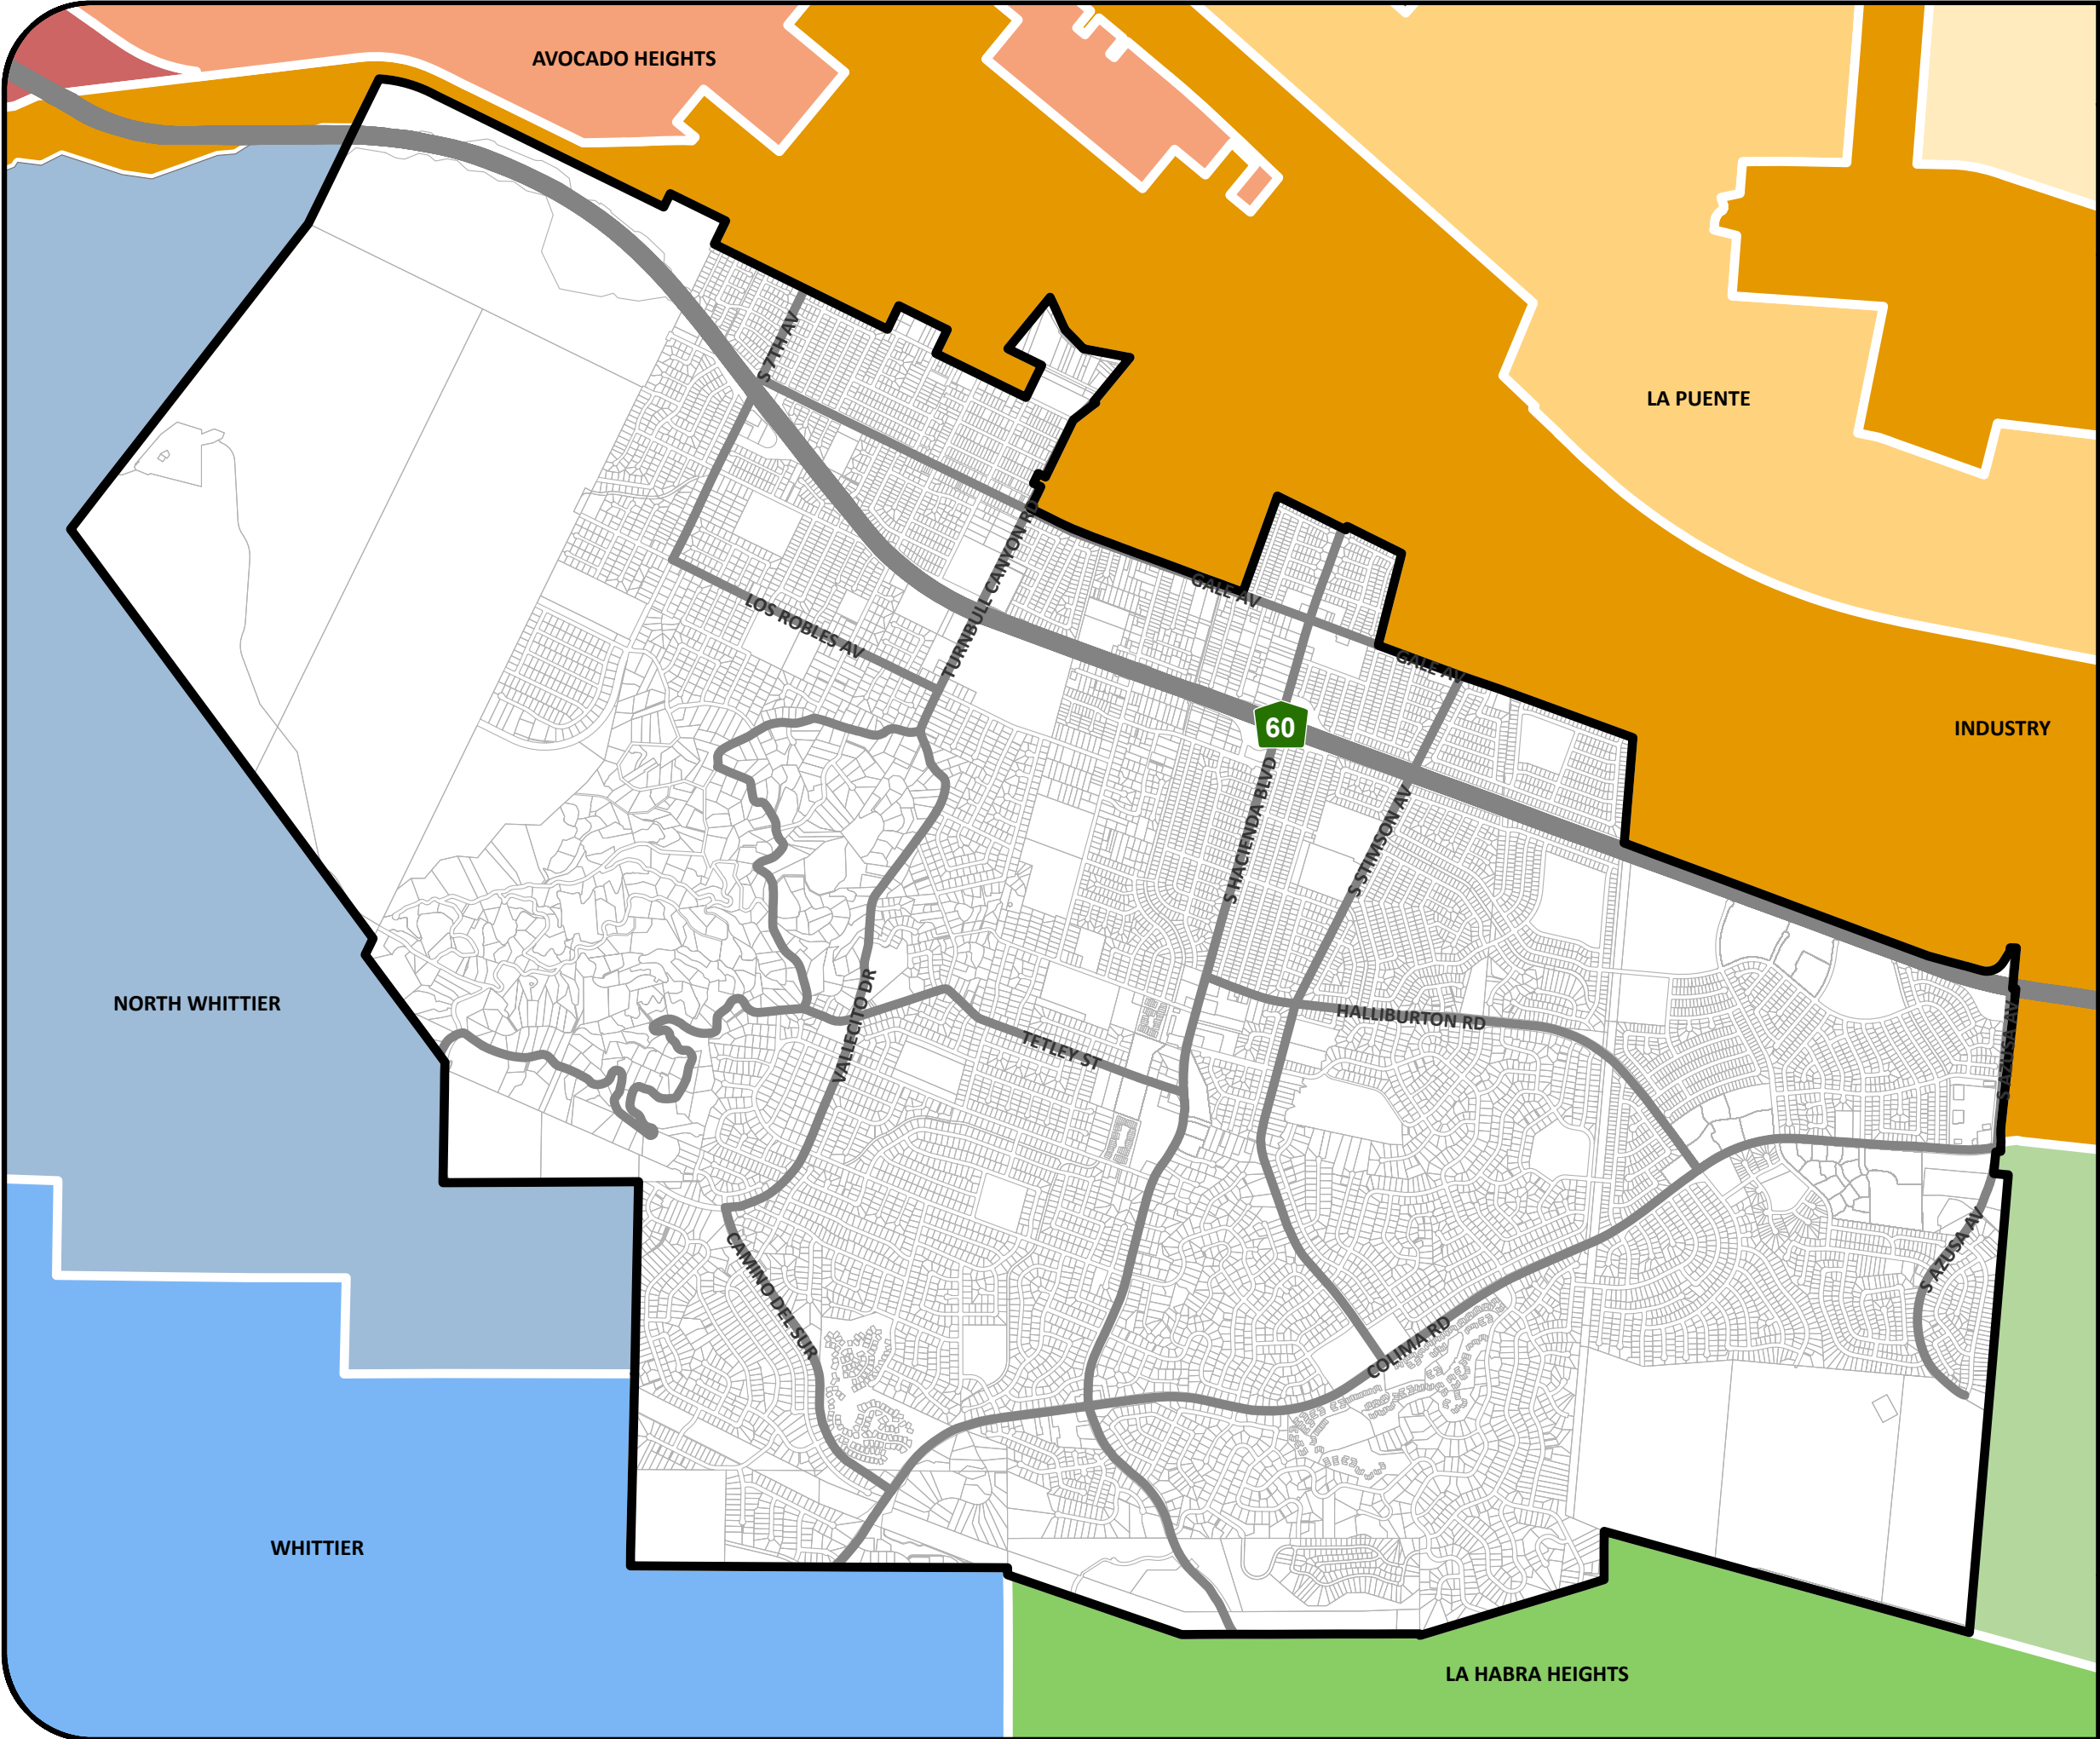 AVOCADO HEIGHTS
S 7TH AV
LA PUENTE
TURNBULL CANYON RD
GALE AV
LOS ROBLES AV
GALE AV
60
INDUSTRY
S HACIENDA BLVD
S STIMSON AV
NORTH WHITTIER
VALLECITO DR
HALLIBURTON RD
TETLEY ST
S AZUSA AV
S AZUSA AV
CAMINO DEL SUR
COLIMA RD
WHITTIER
LA HABRA HEIGHTS